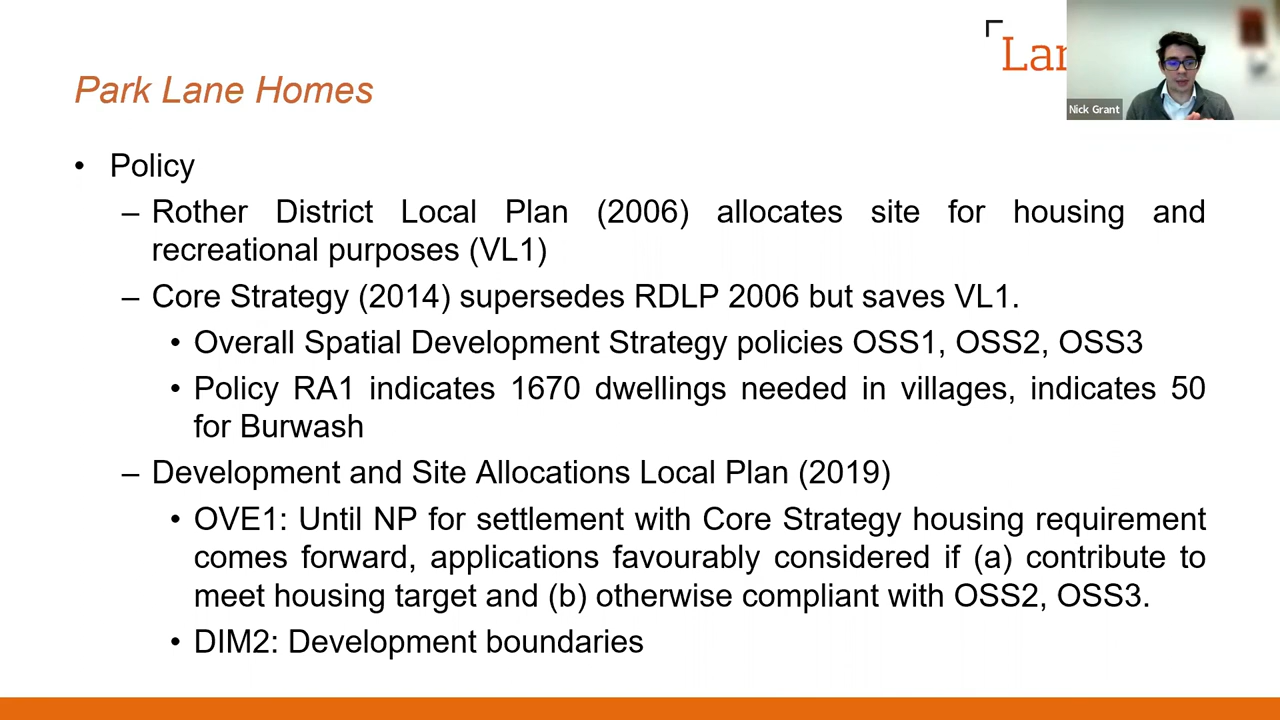 Lan
Nick Grant
Park Lane Homes
• Policy
– Rother District Local Plan (2006) allocates site for housing and
recreational purposes (VL1)
– Core Strategy (2014) supersedes RDLP 2006 but saves VL1.
• Overall Spatial Development Strategy policies OSS1, OSS2, OSS3
• Policy RA1 indicates 1670 dwellings needed in villages, indicates 50
for Burwash
– Development and Site Allocations Local Plan (2019)
• OVE1: Until NP for settlement with Core Strategy housing requirement
comes forward, applications favourably considered if (a) contribute to
meet housing target and (b) otherwise compliant with OSS2, OSS3.
• DIM2: Development boundaries